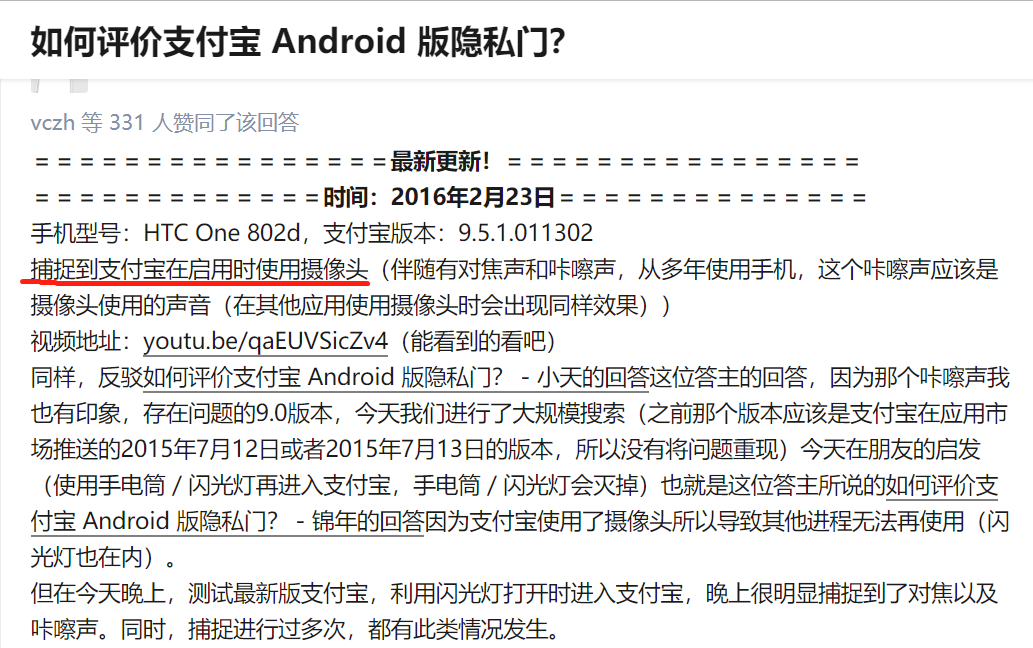 如何评价支付宝 Android 版隐私门？
vczh 等 331 人赞同了该回答
＝＝＝＝＝＝＝＝＝＝＝＝＝＝＝＝最新更新！＝＝＝＝＝＝＝＝＝＝＝＝＝＝＝＝
＝＝＝＝＝＝＝＝＝＝＝＝＝时间：2016年2月23日＝＝＝＝＝＝＝＝＝＝＝＝＝＝
手机型号：HTC One 802d，支付宝版本：9.5.1.011302
捕捉到支付宝在启用时使用摄像头（伴随有对焦声和咔嚓声，从多年使用手机，这个咔嚓声应该是
摄像头使用的声音（在其他应用使用摄像头时会出现同样效果））
视频地址：youtu.be/qaEUVSicZv4（能看到的看吧）
同样，反驳如何评价支付宝 Android 版隐私门？ - 小天的回答这位答主的回答，因为那个咔嚓声我
也有印象，存在问题的9.0版本，今天我们进行了大规模搜索（之前那个版本应该是支付宝在应用市
场推送的2015年7月12日或者2015年7月13日的版本，所以没有将问题重现）今天在朋友的启发
（使用手电筒 / 闪光灯再进入支付宝，手电筒 / 闪光灯会灭掉）也就是这位答主所说的如何评价支
付宝 Android 版隐私门？ - 锦年的回答因为支付宝使用了摄像头所以导致其他进程无法再使用（闪
光灯也在内）。
但在今天晚上，测试最新版支付宝，利用闪光灯打开时进入支付宝，晚上很明显捕捉到了对焦以及
咔嚓声。同时，捕捉进行过多次，都有此类情况发生。